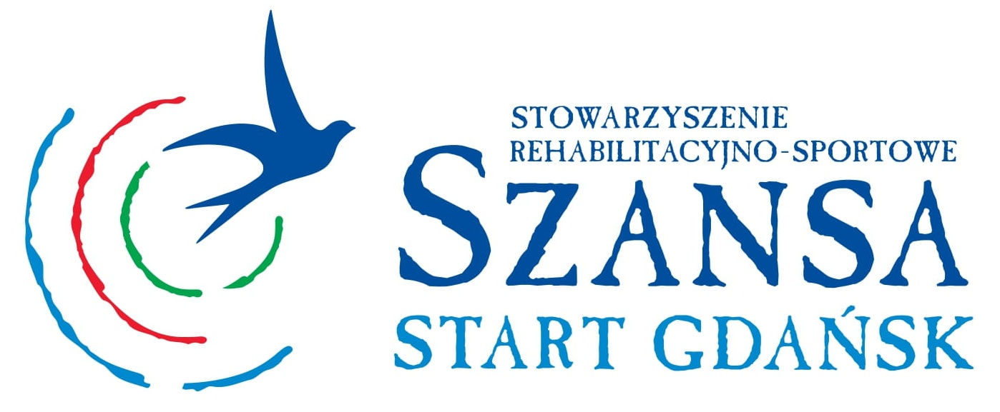 STOWARZYSZENIE
REHABILITACYJNO-SPORTOWE
SZANSA
START GDAŃSK